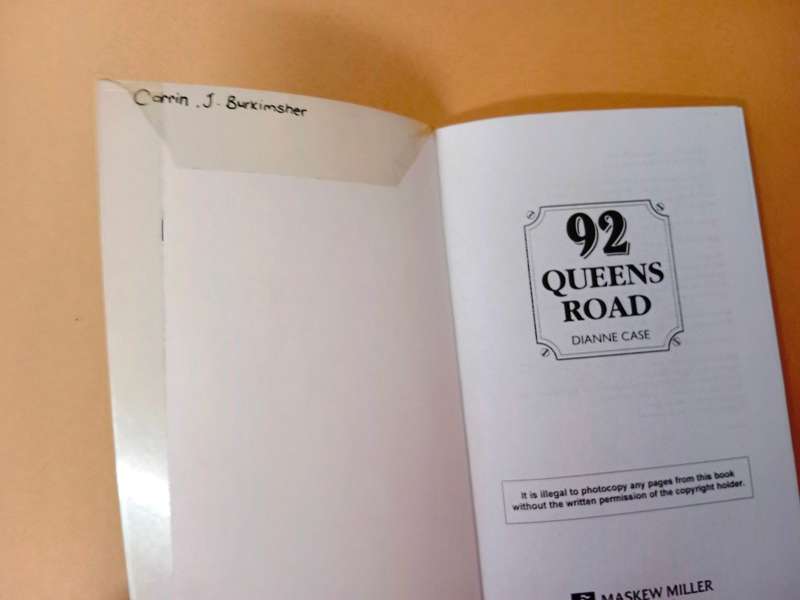 Corrin . J. Burkimsher
92
QUEENS
ROAD
DIANNE CASE
It is illegal to photocopy any pages from this book
without the written permission of the copyright holder.
MASKEW MILLER